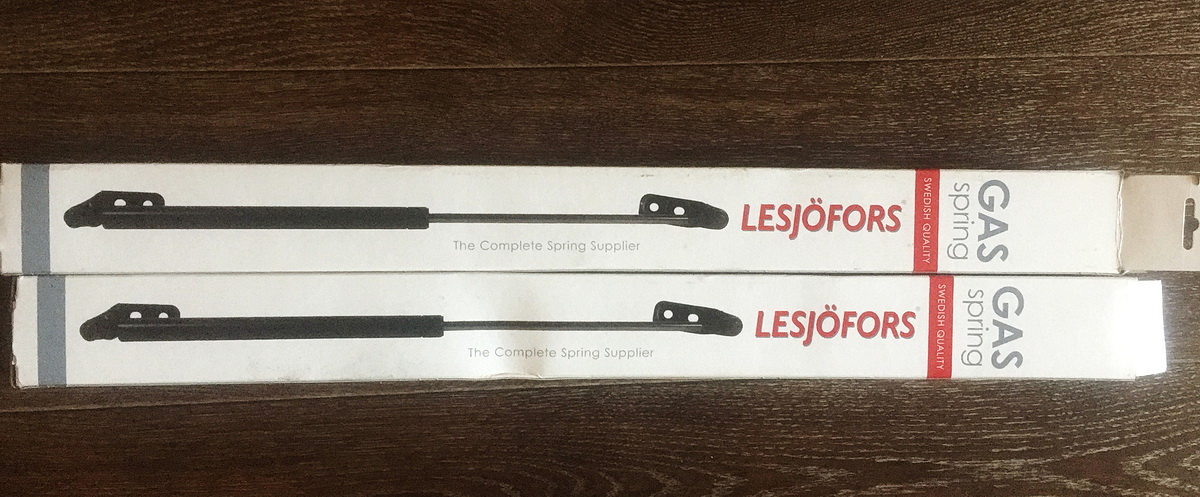 LESJÖFORS
The Complete Spring Supplier
SWEDISH QUALITY
GAS
spring
LESJÖFORS
The Complete Spring Supplier
SWEDISH QUALITY
GAS
spring